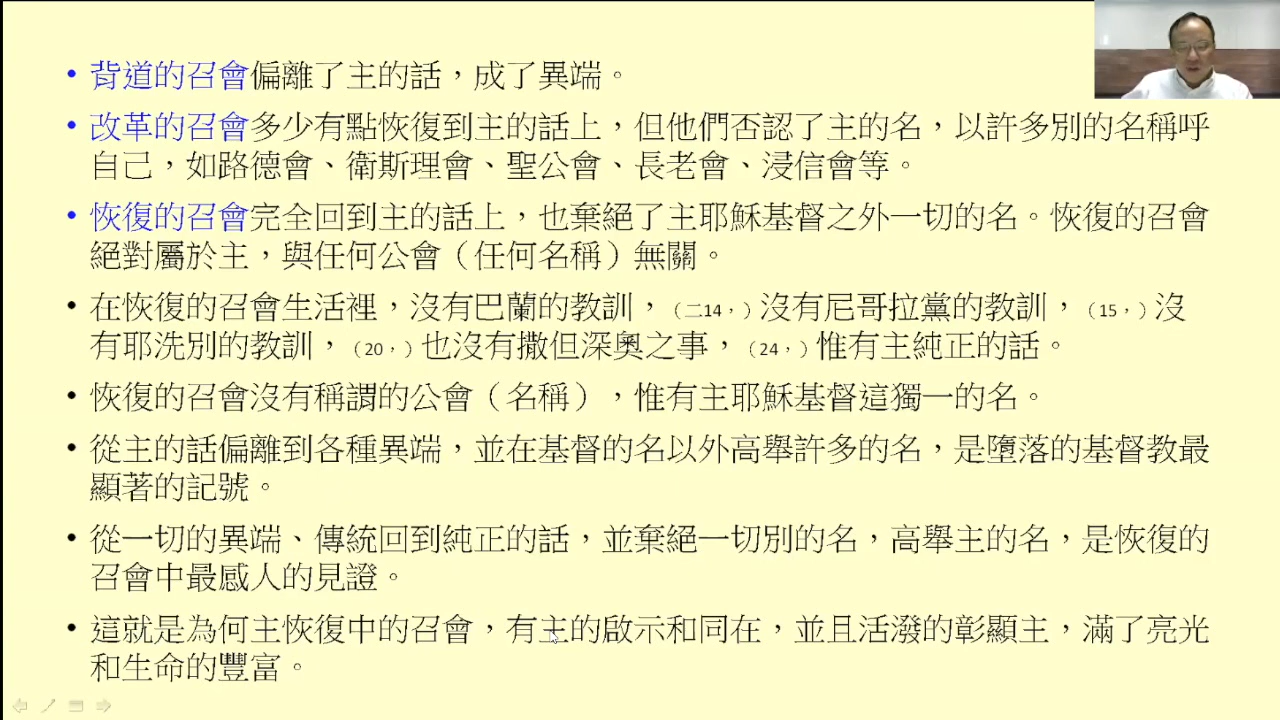 • 背道的召會偏離了主的話，成了異端。
• 改革的召會多少有點恢復到主的話上，但他們否認了主的名，以許多別的名稱呼
自己，如路德會、衛斯理會、聖公會、長老會、浸信會等。
• 恢復的召會完全回到主的話上，也棄絕了主耶穌基督之外一切的名。恢復的召會
絕對屬於主，與任何公會（任何名稱）無關。
• 在恢復的召會生活裡，沒有巴蘭的教訓，（二14，）沒有尼哥拉黨的教訓，（15，）沒
有耶洗別的教訓，（20，）也沒有撒但深奧之事，（24，）惟有主純正的話。
• 恢復的召會沒有稱謂的公會（名稱），惟有主耶穌基督這獨一的名。
• 從主的話偏離到各種異端，並在基督的名以外高舉許多的名，是墮落的基督教最
顯著的記號。
• 從一切的異端、傳統回到純正的話，並棄絕一切別的名，高舉主的名，是恢復的
召會中最感人的見證。
• 這就是為何主恢復中的召會，有主的啟示和同在，並且活潑的彰顯主，滿了亮光
和生命的豐富。